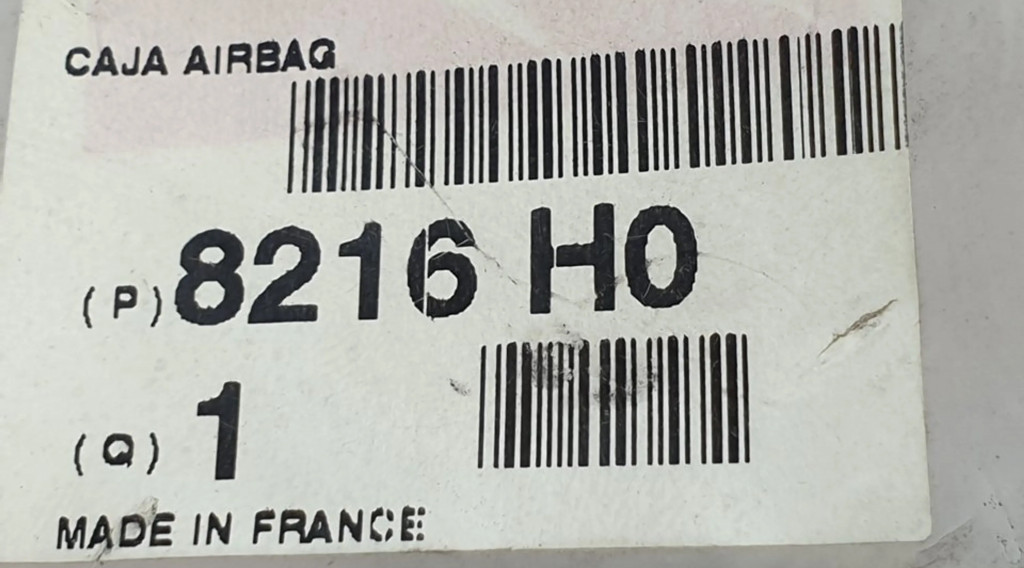 CAJA AIRBAG
(P) 8216 H0
(Q) 1
MADE IN FRANCE